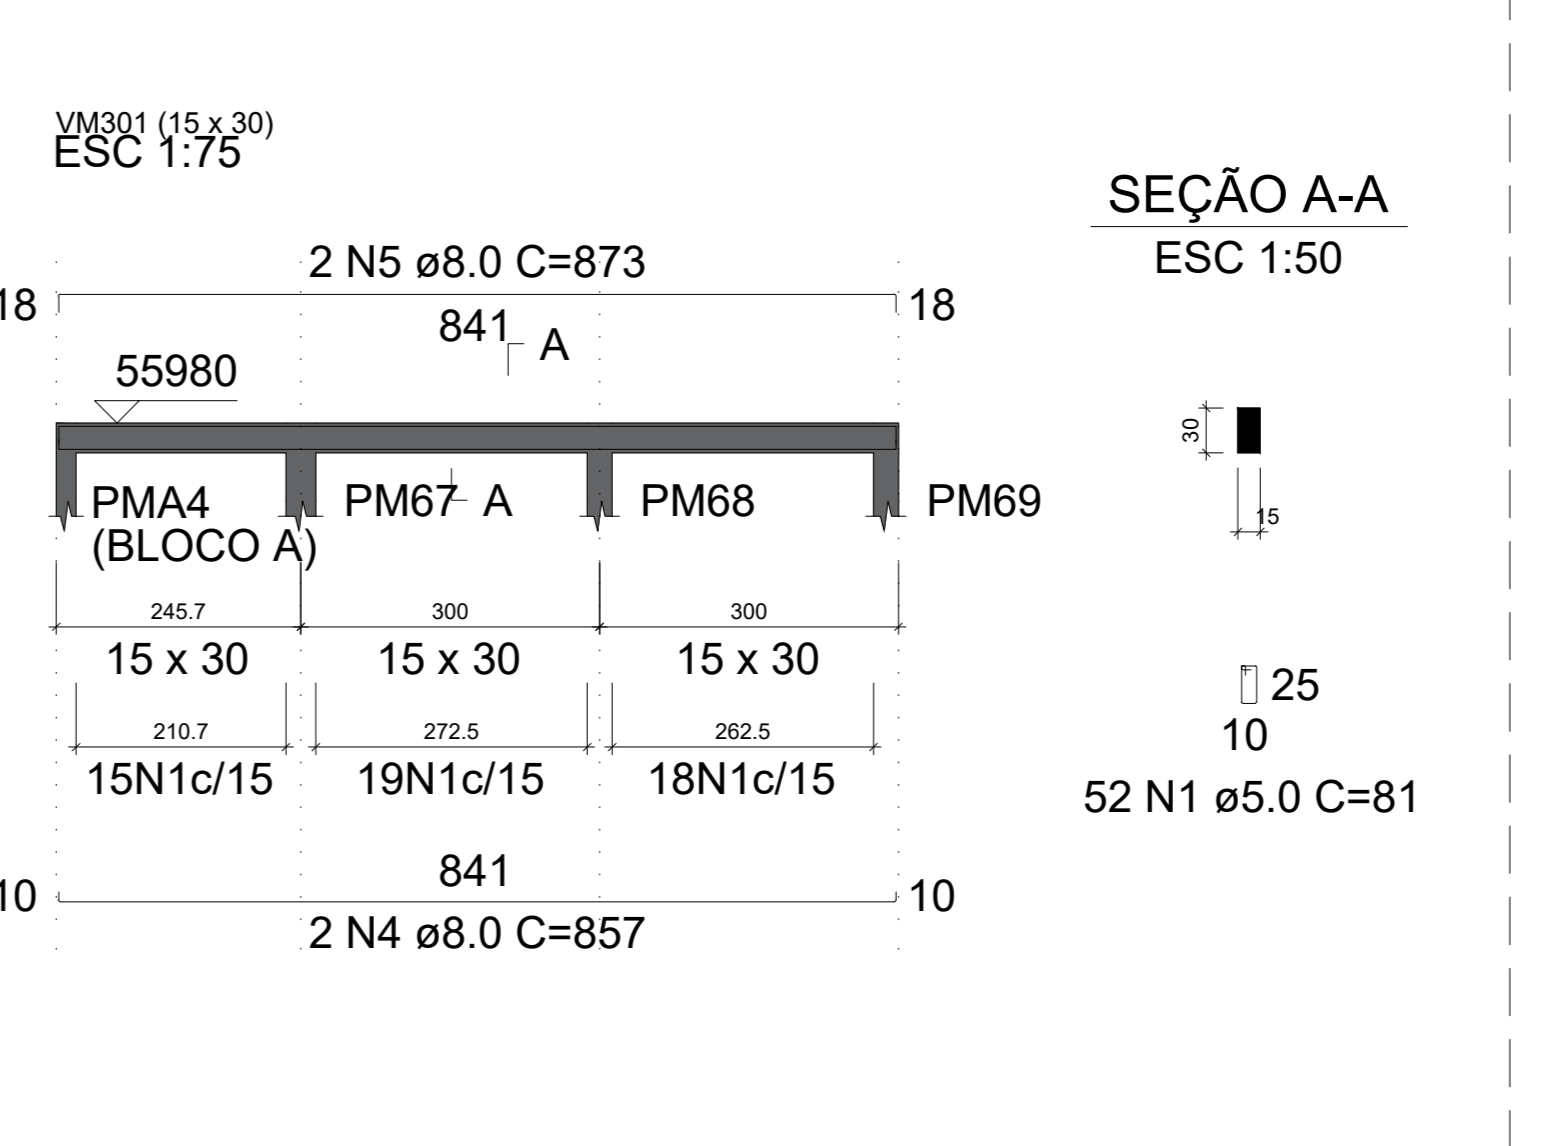 VM301 (15 x 30)
ESC 1:75
SEÇÃO A-A
ESC 1:50
2 N5 ø8.0 C=873
18
18
841
A
55980
30
PMA4
(BLOCO A)
PM67
A
PM68
PM69
15
245.7
300
300
15 x 30
15 x 30
15 x 30
25
10
210.7
272.5
262.5
15N1c/15
19N1c/15
18N1c/15
52 N1 ø5.0 C=81
841
10
10
2 N4 ø8.0 C=857